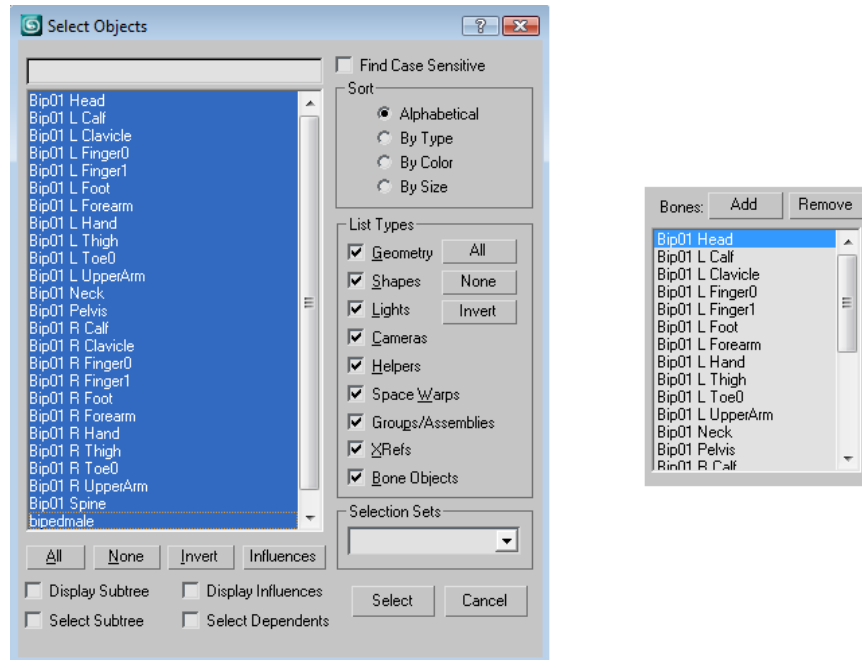 Select Objects
Find Case Sensitive
Bip01 Head
Bip01 L Calf
Bip01 L Clavicle
Bip01 L Finger0
Bip01 L Finger1
Bip01 L Foot
Bip01 L Forearm
Bip01 L Hand
Bip01 L Thigh
Bip01 L Toe0
Bip01 L UpperArm
Bip01 Neck
Bip01 Pelvis
Bip01 R Calf
Bip01 R Clavicle
Bip01 R Finger0
Bip01 R Finger1
Bip01 R Foot
Bip01 R Forearm
Bip01 R Hand
Bip01 R Thigh
Bip01 R Toe0
Bip01 R UpperArm
Bip01 Spine
bipedmale
All None Invert Influences
Display Subtree Display Influences
Select Subtree Select Dependents
Sort
Alphabetical
By Type
By Color
By Size
List Types
Geometry All
Shapes None
Lights Invert
Cameras
Helpers
Space Warps
Groups/Assemblies
XRefs
Bone Objects
Selection Sets
Select Cancel
Bones: Add Remove
Bip01 Head
Bip01 L Calf
Bip01 L Clavicle
Bip01 L Finger0
Bip01 L Finger1
Bip01 L Foot
Bip01 L Forearm
Bip01 L Hand
Bip01 L Thigh
Bip01 L Toe0
Bip01 L UpperArm
Bip01 Neck
Bip01 Pelvis
Bip01 R Calf